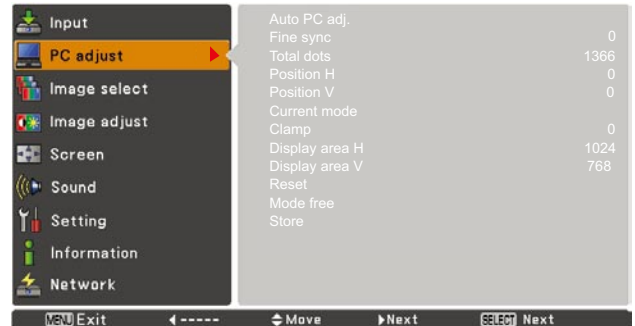 Input
PC adjust
Image select
Image adjust
Screen
Sound
Setting
Information
Network
Auto PC adj.
Fine sync 0
Total dots 1366
Position H 0
Position V 0
Current mode
Clamp 0
Display area H 1024
Display area V 768
Reset
Mode free
Store
MENU Exit ----- Move Next SELECT Next